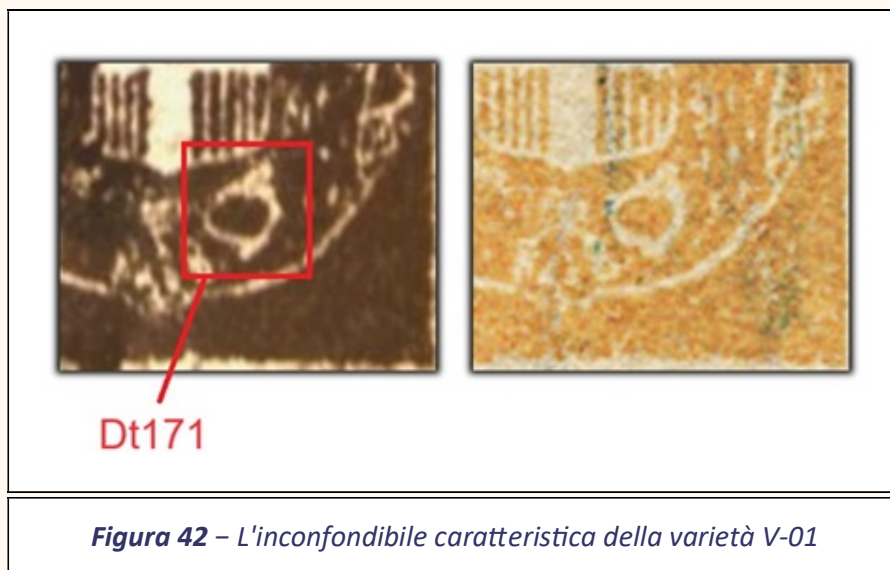 Dt171
Figura 42 – L'inconfondibile caratteristica della varietà V-01